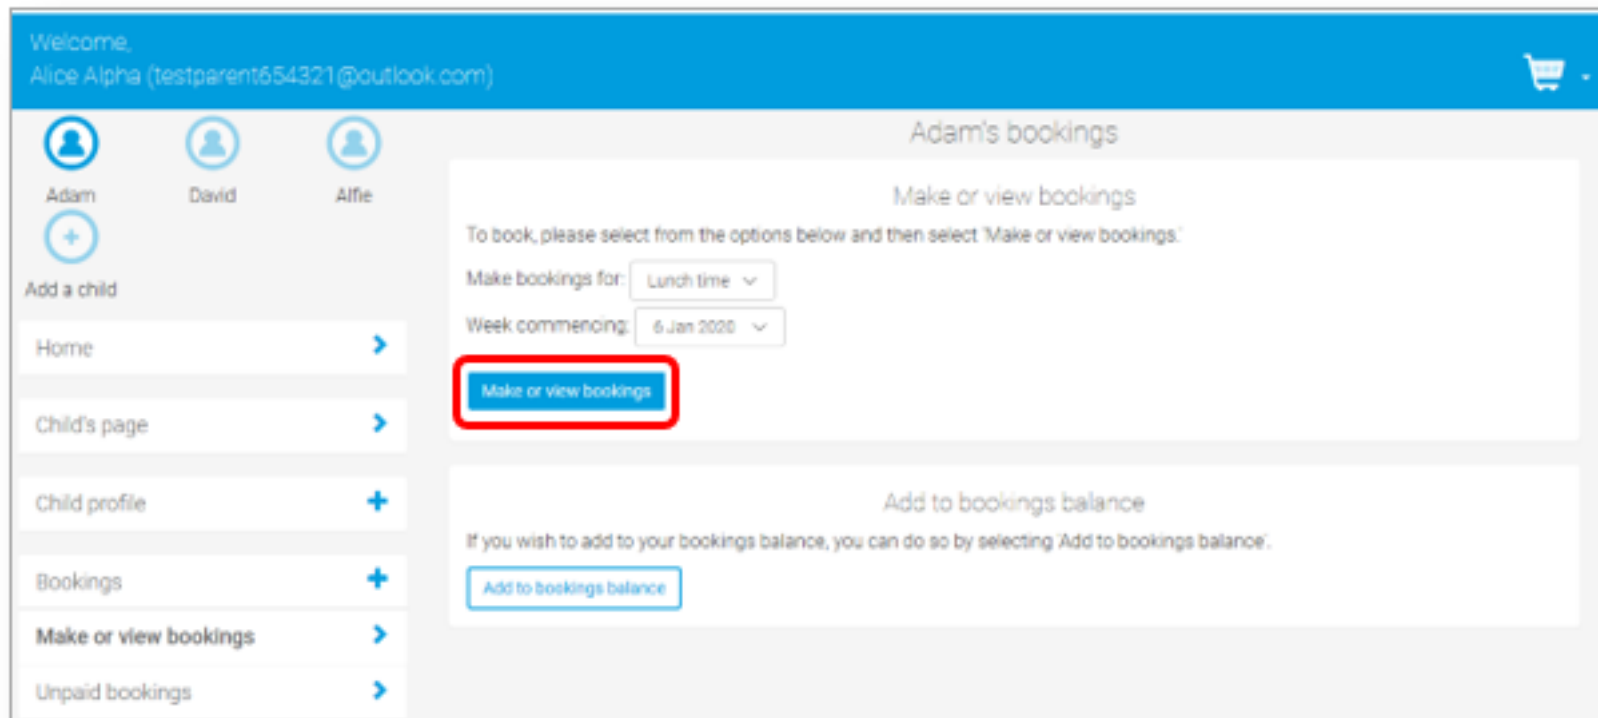 Welcome,
Alice Alpha (testparent654321@outlook.com)
Adam
David
Alfie
Add a child
Home
Child's page
Child profile
Bookings
Make or view bookings
Unpaid bookings
Adam's bookings
Make or view bookings
To book, please select from the options below and then select 'Make or view bookings.'
Make bookings for: Lunch time
Week commencing: 6 Jan 2020
Make or view bookings
Add to bookings balance
If you wish to add to your bookings balance, you can do so by selecting 'Add to bookings balance'.
Add to bookings balance